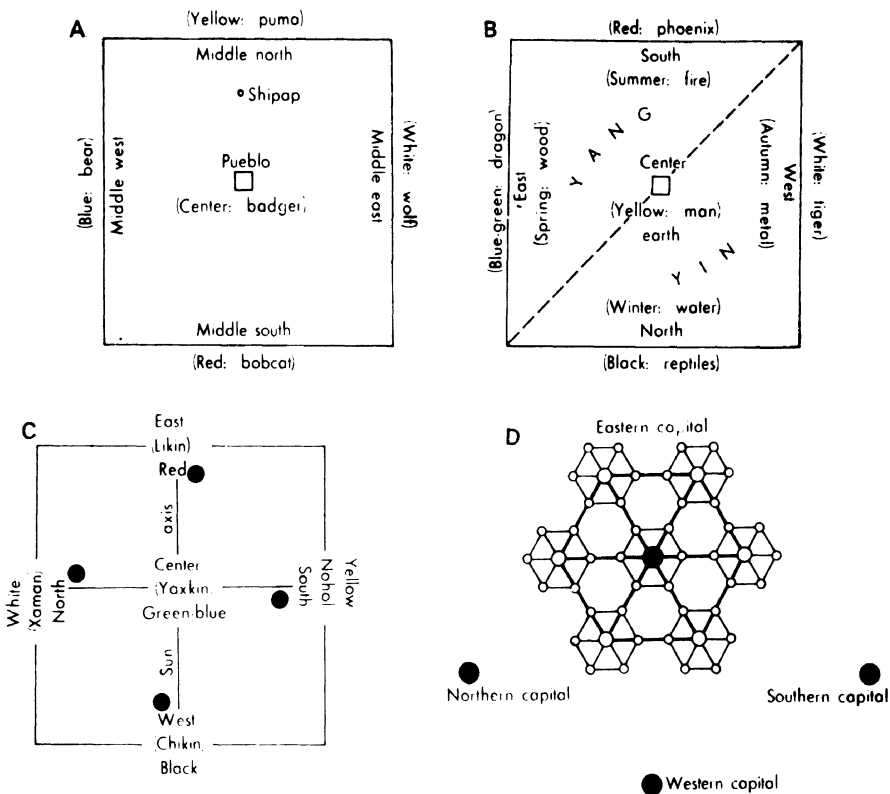 A
(Yellow: puma)
Middle north
Shipap
(Blue: bear)
Middle west
Pueblo
(Center: badger)
Middle east
(White: wolf)
Middle south
(Red: bobcat)
B
(Red: phoenix)
South
(Summer: fire)
(Blue-green: dragon)
East
(Spring: wood)
YANG
Center
(Yellow: man)
earth
YIN
(Autumn: metal)
West
(White: tiger)
(Winter: water)
North
(Black: reptiles)
C
East
(Likin)
Red
axis
White
(Xaman)
North
Center
(Yaxkin,
Green-blue
South
Nohol
Yellow
Sun
West
(Chikin,
Black
D
Eastern capital
Northern capital
Southern capital
Western capital